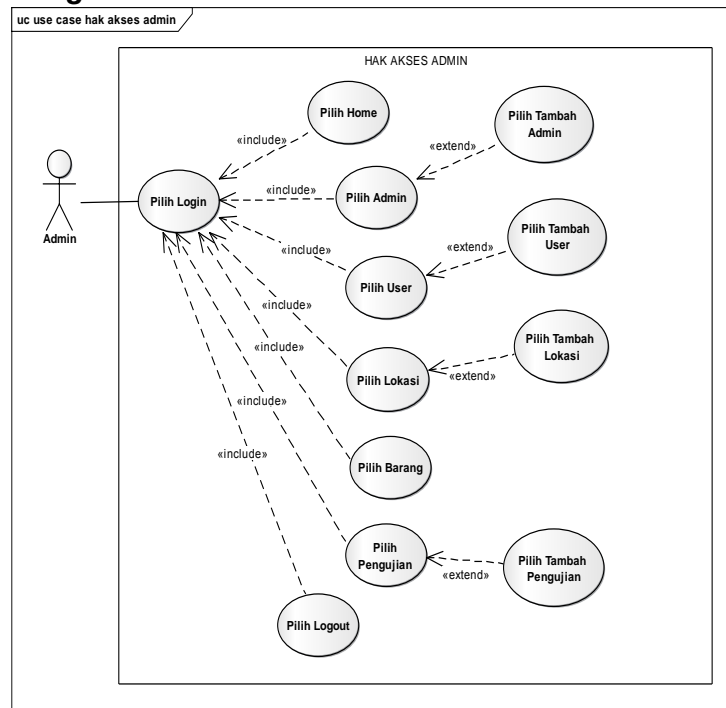 uc use case hak akses admin
HAK AKSES ADMIN
Pilih Home
Pilih Tambah
Admin
«include»
«extend»
Pilih Login
«include»
Pilih Admin
Admin
Pilih Tambah
User
«include»
«extend»
Pilih User
«include»
Pilih Tambah
Lokasi
«include»
Pilih Lokasi
«extend»
«include»
«include»
Pilih Barang
Pilih
Pengujian
Pilih Tambah
Pengujian
«extend»
Pilih Logout